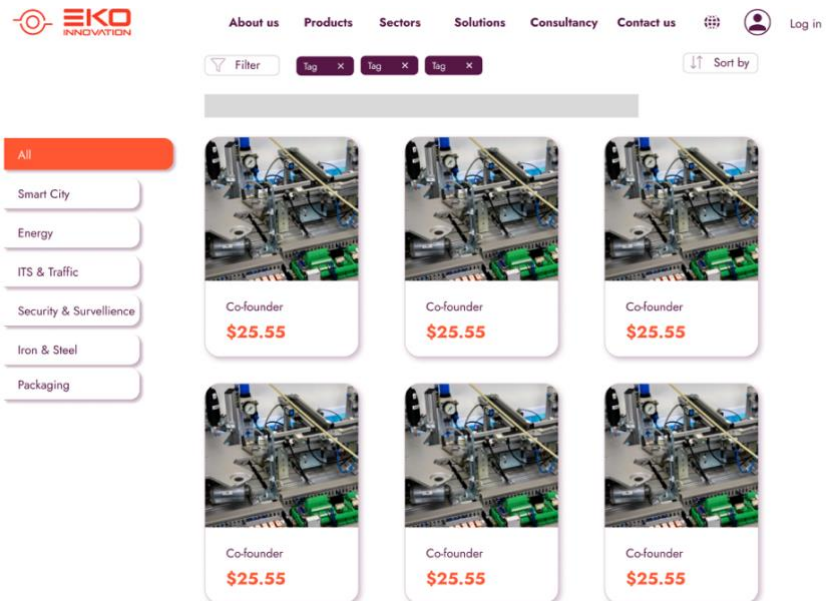 EKO
INNOVATION
About us Products Sectors Solutions Consultancy Contact us Log in
Filter Tag × Tag × Tag × Sort by
All
Smart City
Energy
ITS & Traffic
Security & Survellience
Iron & Steel
Packaging
Co-founder Co-founder Co-founder
$25.55 $25.55 $25.55
Co-founder Co-founder Co-founder
$25.55 $25.55 $25.55